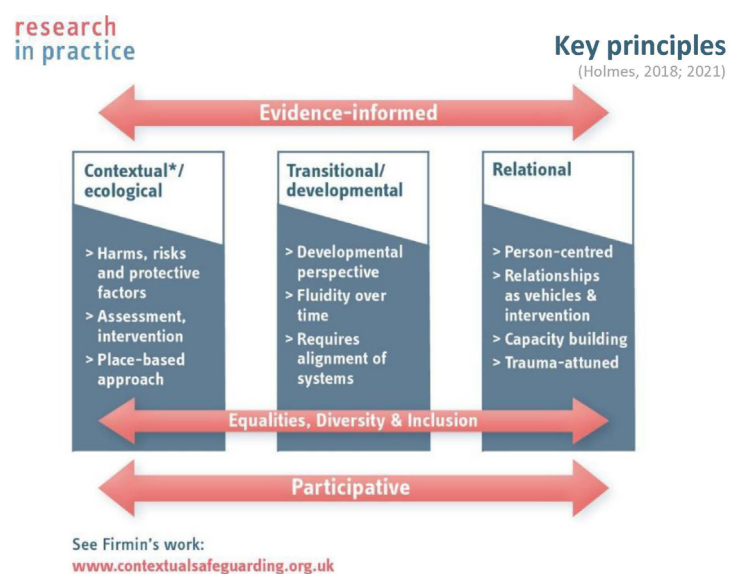 research
in practice
Key principles
(Holmes, 2018; 2021)
Evidence-informed
Contextual*/
ecological
> Harms, risks
and protective
factors
> Assessment,
intervention
> Place-based
approach
Transitional/
developmental
> Developmental
perspective
> Fluidity over
time
> Requires
alignment of
systems
Relational
> Person-centred
> Relationships
as vehicles &
intervention
> Capacity building
> Trauma-attuned
Equalities, Diversity & Inclusion
Participative
See Firmin's work:
www.contextualsafeguarding.org.uk